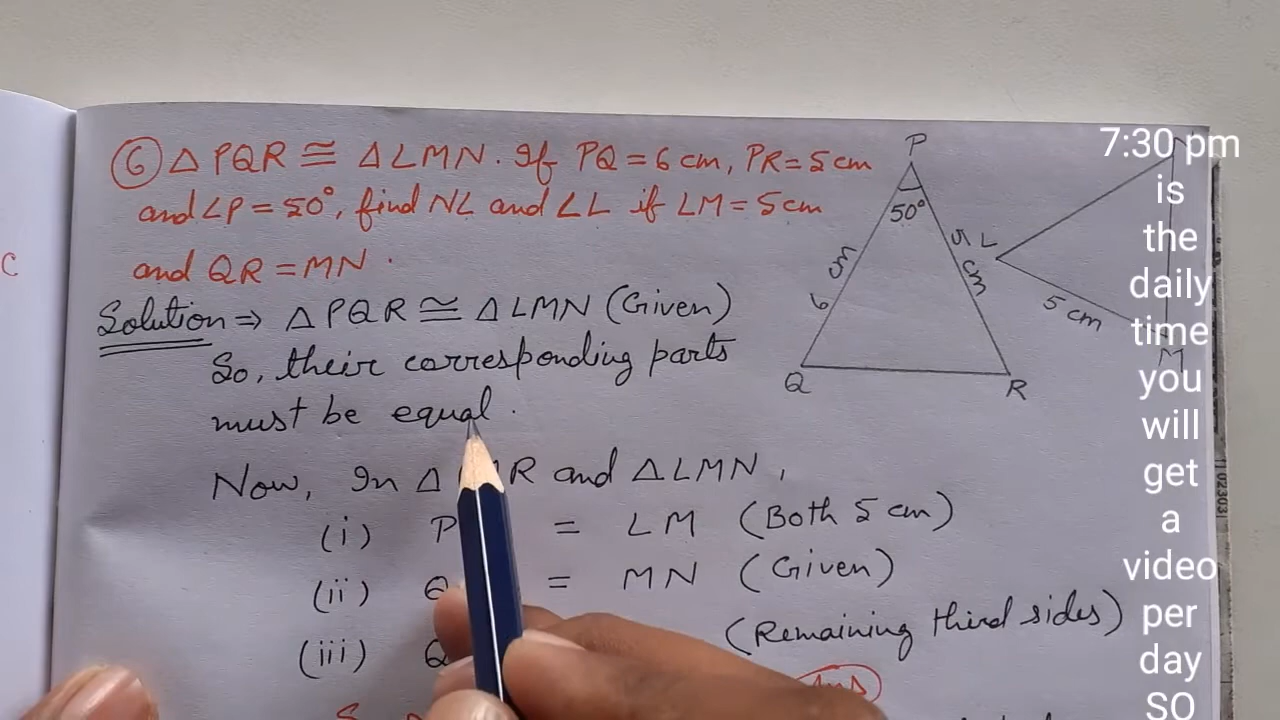 ⑥ △PQR ≅ △LMN. If PQ = 6 cm, PR = 5 cm
and ∠P = 50°, find NL and ∠L if LM = 5 cm
and QR = MN.
Solution ⇒ △PQR ≅ △LMN (Given)
So, their corresponding parts
must be equal.
Now, In △ R and △LMN,
(i) P = LM (Both 5 cm)
(ii) Q = MN (Given)
(iii) Q (Remaining third sides)
Ans
C
P
50°
6 cm
5 cm
Q
R
L
5 cm
M
7:30 pm
is
the
daily
time
you
will
get
a
video
per
day
SO